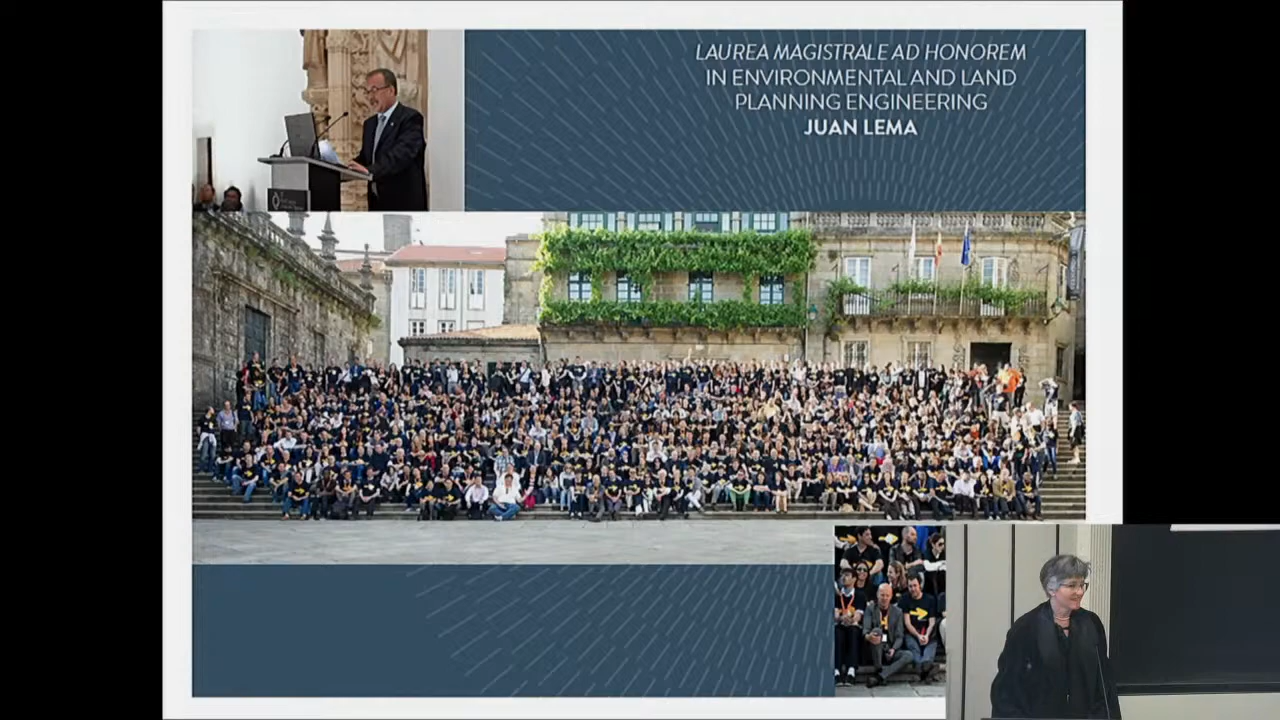 LAUREA MAGISTRALE AD HONOREM
IN ENVIRONMENTAL AND LAND
PLANNING ENGINEERING
JUAN LEMA